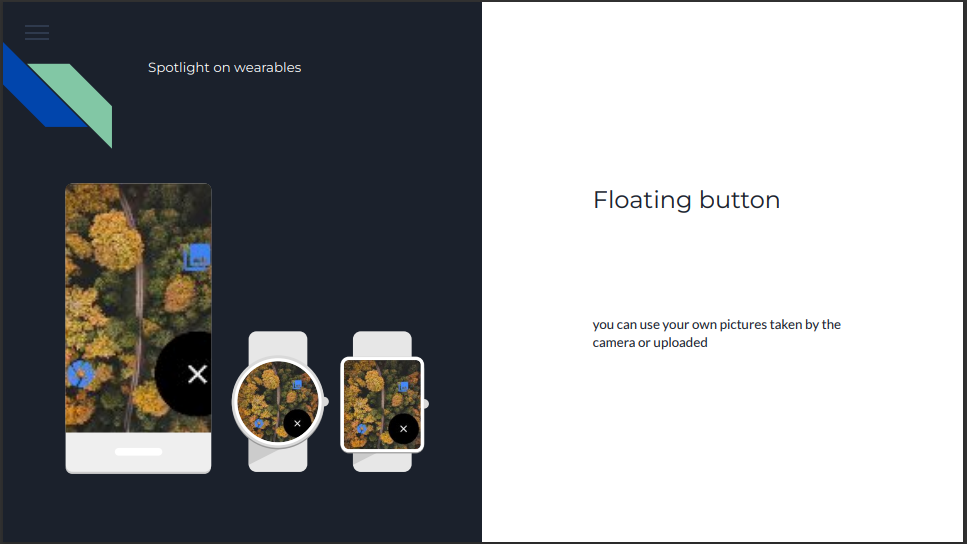 Spotlight on wearables
Floating button
you can use your own pictures taken by the
camera or uploaded